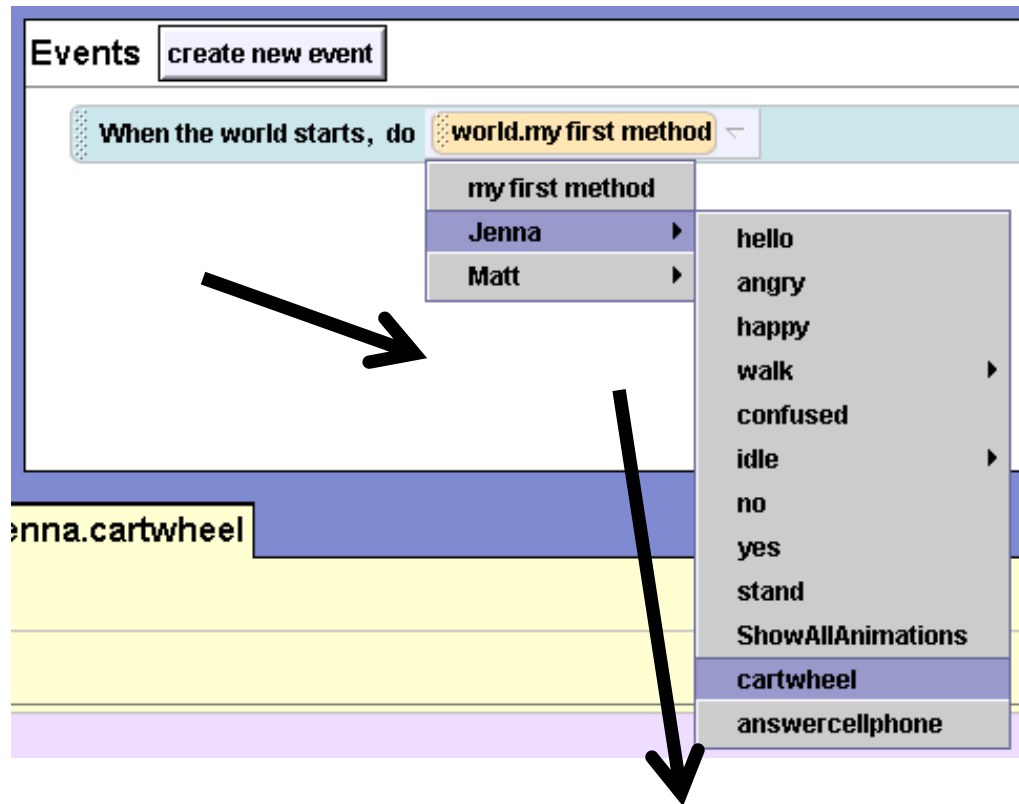 Events create new event
When the world starts, do world.my first method
my first method
Jenna
Matt
hello
angry
happy
walk
confused
idle
no
yes
stand
ShowAllAnimations
cartwheel
answercellphone
enna.cartwheel